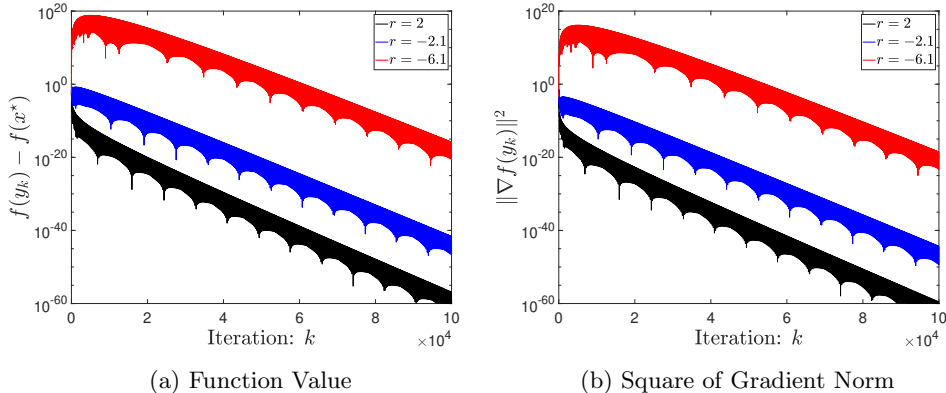 10^20
10^0
10^-20
10^-40
10^-60
f(y_k) − f(x^⋆)
r = 2
r = −2.1
r = −6.1
0 2 4 6 8 10
×10^4
Iteration: k
(a) Function Value
10^20
10^0
10^-20
10^-40
10^-60
‖∇f(y_k)‖^2
r = 2
r = −2.1
r = −6.1
0 2 4 6 8 10
×10^4
Iteration: k
(b) Square of Gradient Norm